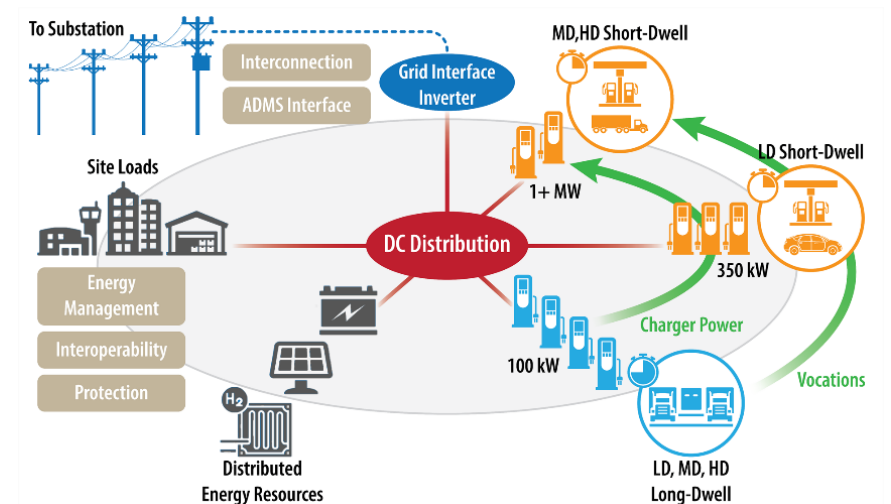 To Substation
Interconnection
ADMS Interface
Grid Interface
Inverter
MD,HD Short-Dwell
LD Short-Dwell
Site Loads
1+ MW
DC Distribution
350 kW
Energy
Management
Interoperability
Protection
100 kW
Charger Power
Vocations
H2
Distributed
Energy Resources
LD, MD, HD
Long-Dwell